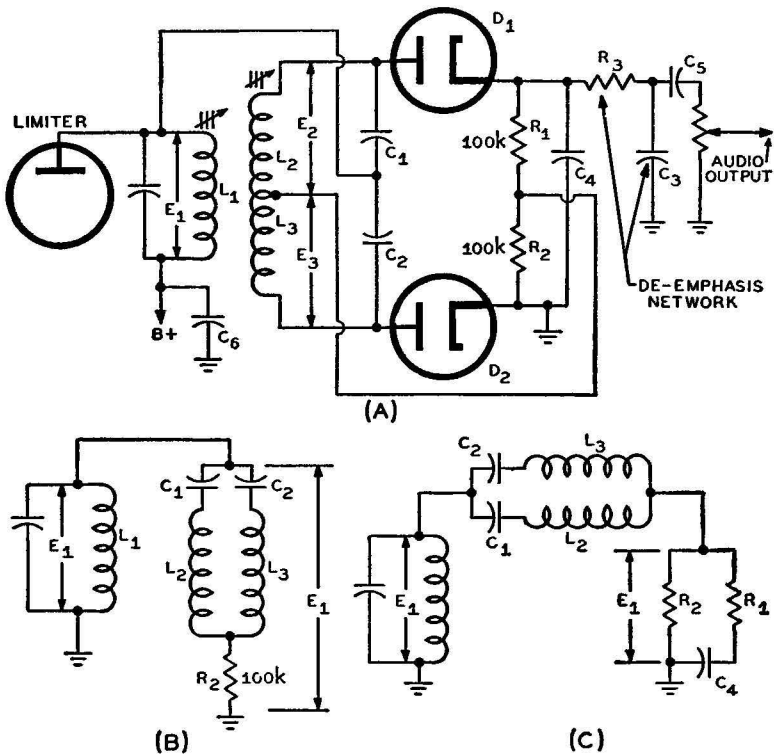 D1
R3
C5
LIMITER
E2
L2
C1
R1
100k
C4
C3
AUDIO
OUTPUT
E1
L1
L3
E3
C2
R2
100k
DE-EMPHASIS
NETWORK
B+
C6
D2
(A)
(B)
C1
C2
E1
L1
L2
L3
E1
R2
100k
C2
L3
C1
L2
E1
E1
R2
R1
C4
(C)